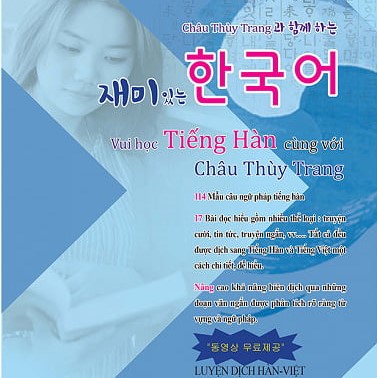 Châu Thùy Trang 과 함께 하는
재미있는 한국어
Vui học Tiếng Hàn cùng với
Châu Thùy Trang
114 Mẫu câu ngữ pháp tiếng hàn
17 Bài đọc hiểu gồm nhiều thể loại : truyện
cười, tin tức, truyện ngắn, vv.... Tất cả đều
được dịch sang Tiếng Hàn và Tiếng Việt một
cách chi tiết, dể hiểu.
Nâng cao khả năng biên dịch qua những
đoạn văn ngắn được phân tích rõ ràng từ
vựng và ngữ pháp.
"동영상 무료제공"
LUYỆN DỊCH HÀN-VIỆT